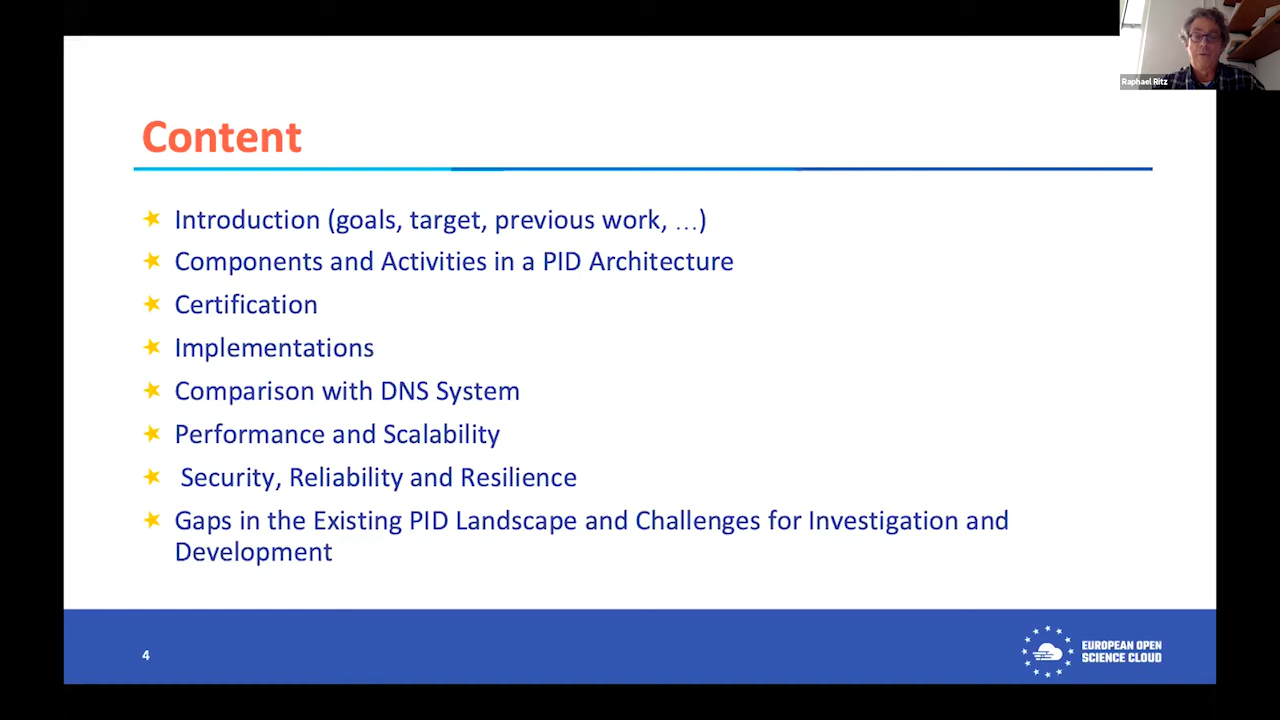 Raphael Ritz
Content
Introduction (goals, target, previous work, …)
Components and Activities in a PID Architecture
Certification
Implementations
Comparison with DNS System
Performance and Scalability
Security, Reliability and Resilience
Gaps in the Existing PID Landscape and Challenges for Investigation and
Development
4
EUROPEAN OPEN
SCIENCE CLOUD